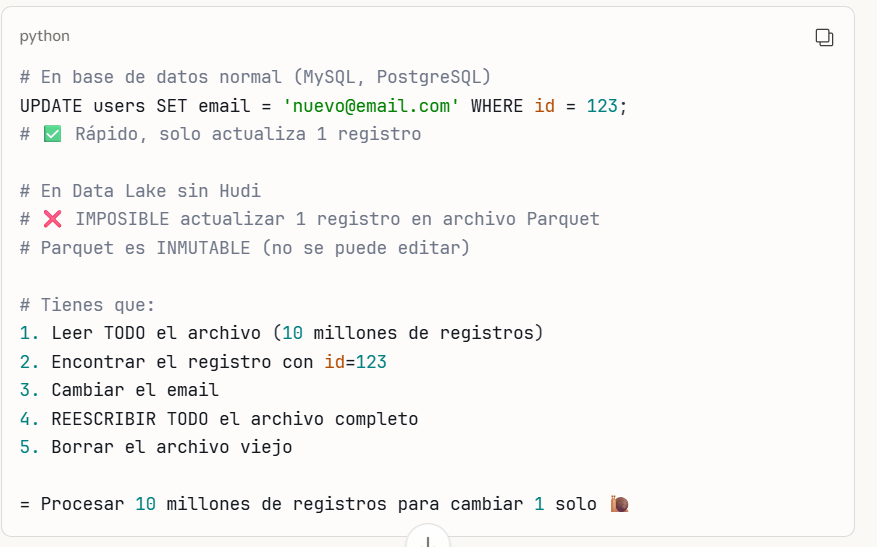 python
# En base de datos normal (MySQL, PostgreSQL)
UPDATE users SET email = 'nuevo@email.com' WHERE id = 123;
# ✅ Rápido, solo actualiza 1 registro
# En Data Lake sin Hudi
# ❌ IMPOSIBLE actualizar 1 registro en archivo Parquet
# Parquet es INMUTABLE (no se puede editar)
# Tienes que:
1. Leer TODO el archivo (10 millones de registros)
2. Encontrar el registro con id=123
3. Cambiar el email
4. REESCRIBIR TODO el archivo completo
5. Borrar el archivo viejo
= Procesar 10 millones de registros para cambiar 1 solo 🐌